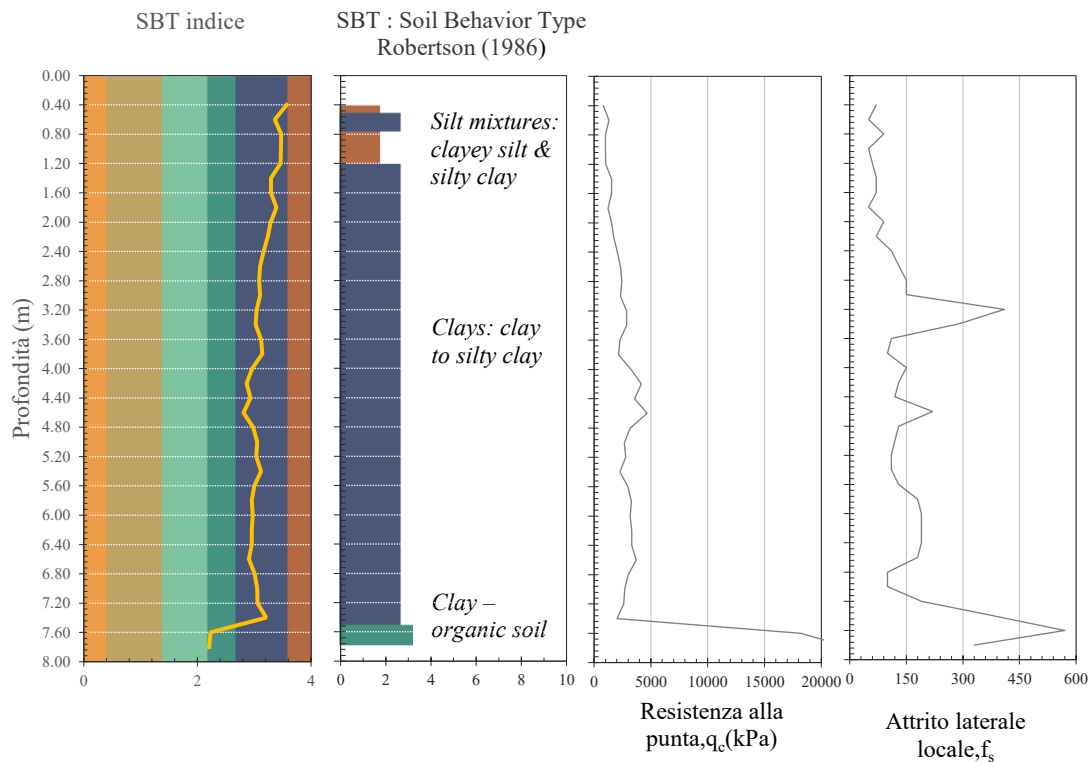 SBT indice
SBT : Soil Behavior Type
Robertson (1986)
Profondità (m)
0.00
0.40
0.80
1.20
1.60
2.00
2.40
2.80
3.20
3.60
4.00
4.40
4.80
5.20
5.60
6.00
6.40
6.80
7.20
7.60
8.00
0 2 4
Silt mixtures:
clayey silt &
silty clay
Clays: clay
to silty clay
Clay –
organic soil
0 2 4 6 8 10
0 5000 10000 15000 20000
Resistenza alla
punta,qc(kPa)
0 150 300 450 600
Attrito laterale
locale,fs